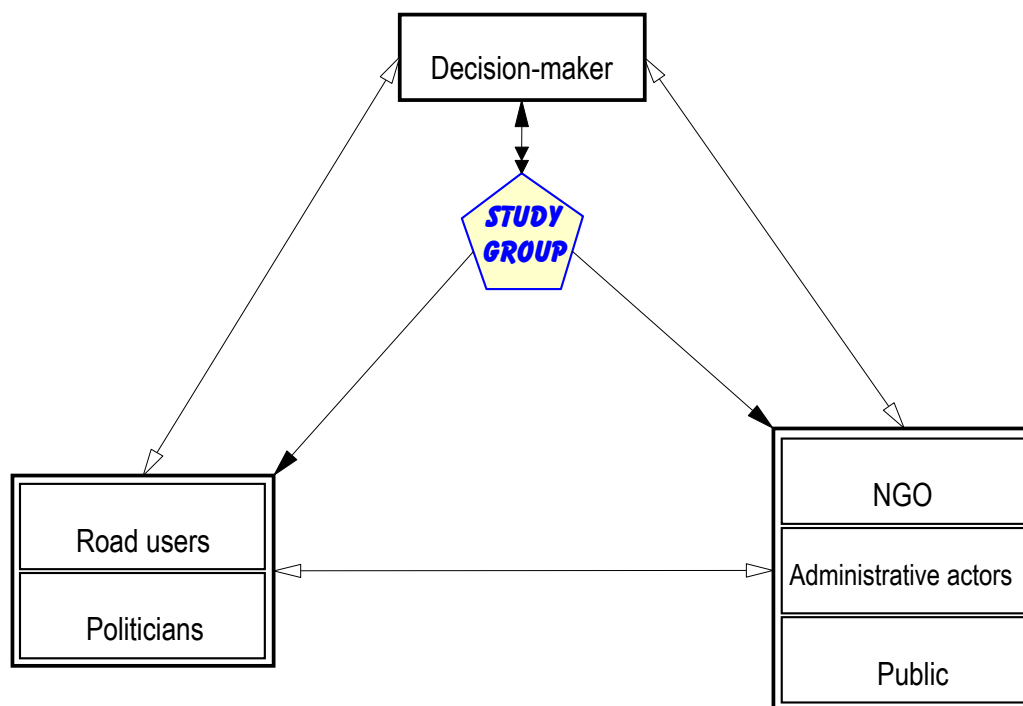 Decision-maker
STUDY
GROUP
NGO
Road users
Administrative actors
Politicians
Public